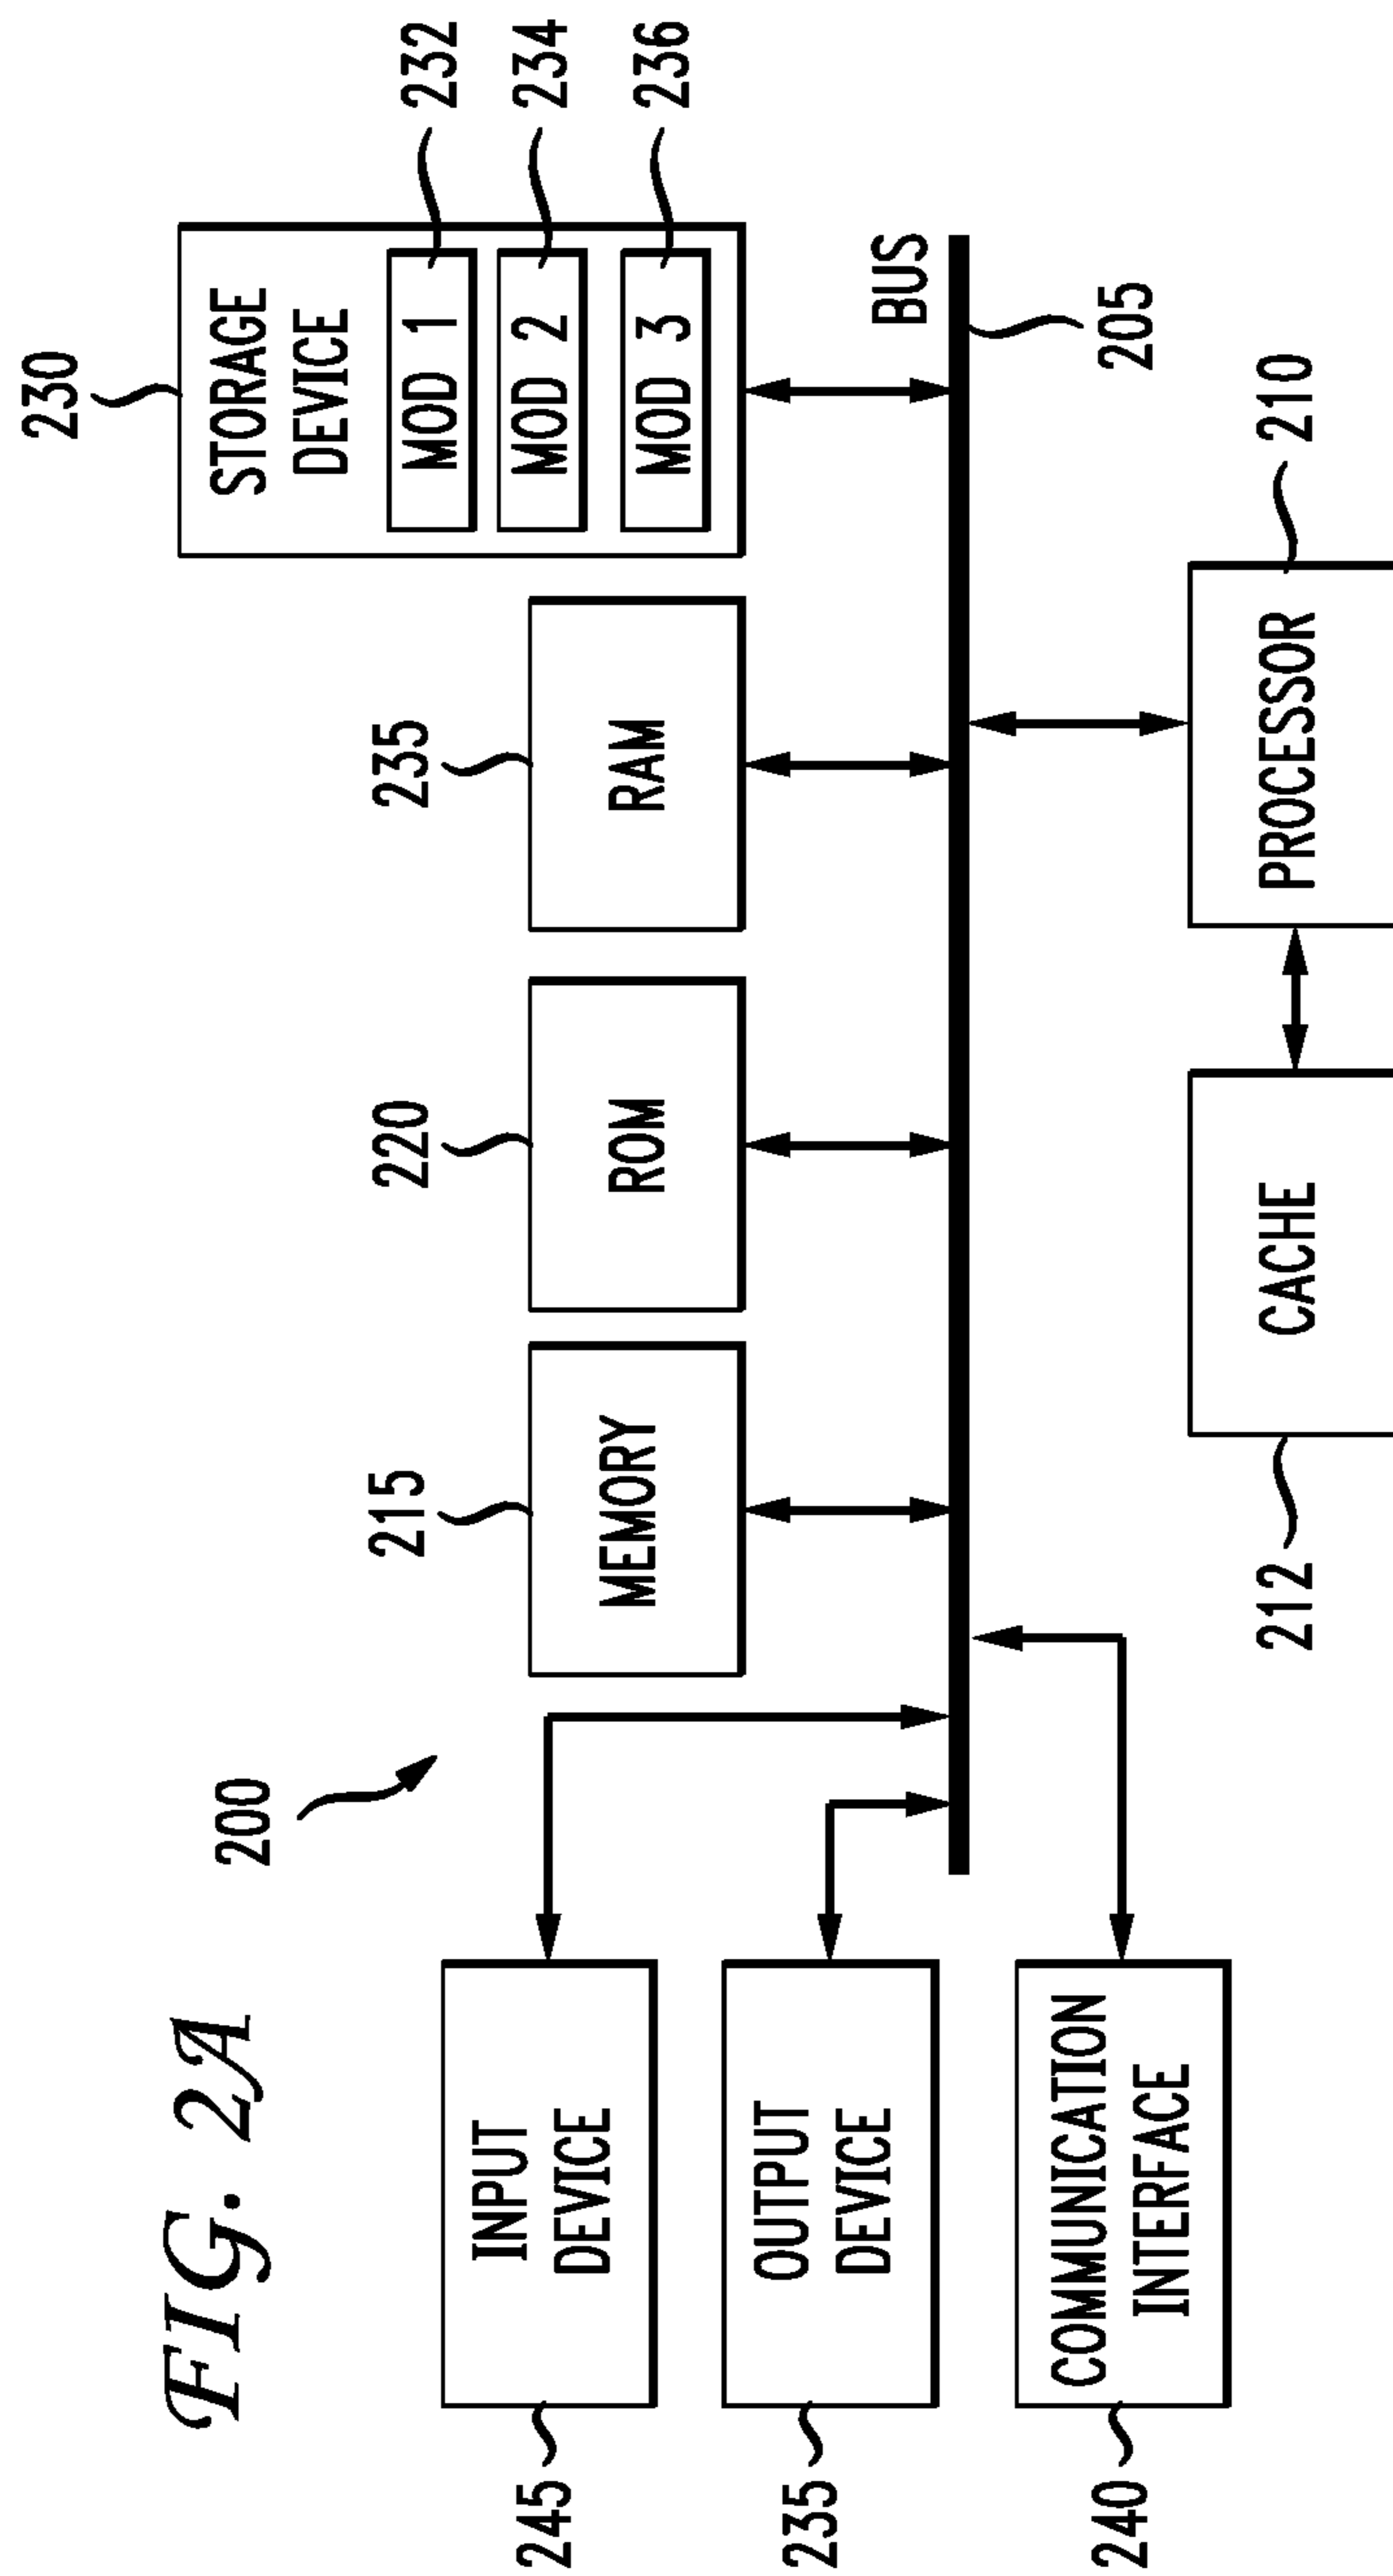 FIG. 2A
200
230
STORAGE
DEVICE
MOD 1
232
MOD 2
234
MOD 3
236
215
MEMORY
220
ROM
235
RAM
245
INPUT
DEVICE
235
OUTPUT
DEVICE
240
COMMUNICATION
INTERFACE
BUS
205
212
CACHE
PROCESSOR
210